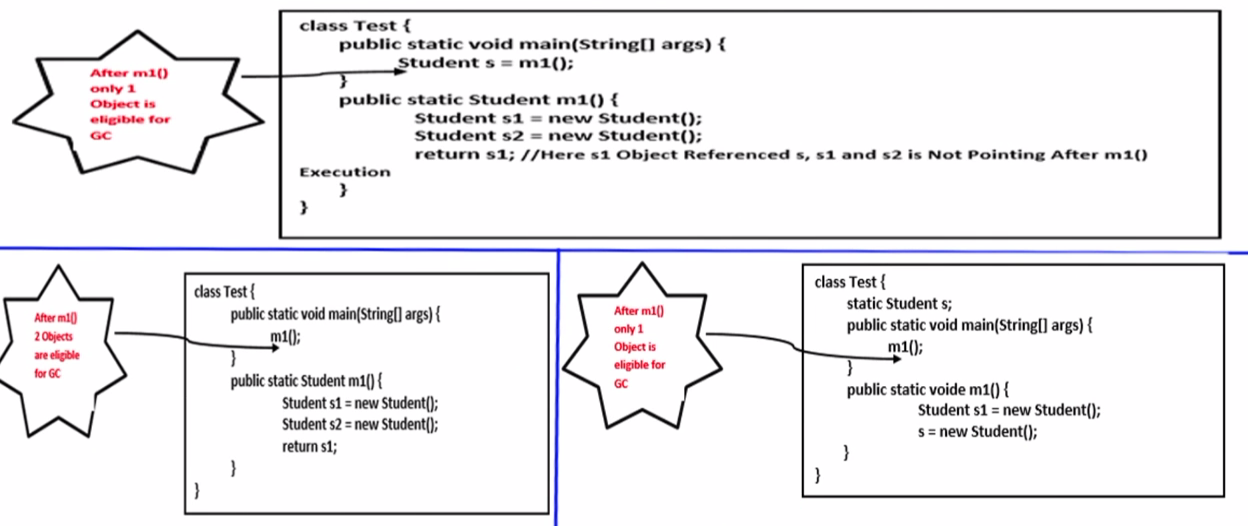 After m1()
only 1
Object is
eligible for
GC
class Test {
public static void main(String[] args) {
Student s = m1();
}
public static Student m1() {
Student s1 = new Student();
Student s2 = new Student();
return s1; //Here s1 Object Referenced s, s1 and s2 is Not Pointing After m1()
Execution
}
}
After m1()
2 Objects
are eligible
for GC
class Test {
public static void main(String[] args) {
m1();
}
public static Student m1() {
Student s1 = new Student();
Student s2 = new Student();
return s1;
}
}
After m1()
only 1
Object is
eligible for
GC
class Test {
static Student s;
public static void main(String[] args) {
m1();
}
public static voide m1() {
Student s1 = new Student();
s = new Student();
}
}